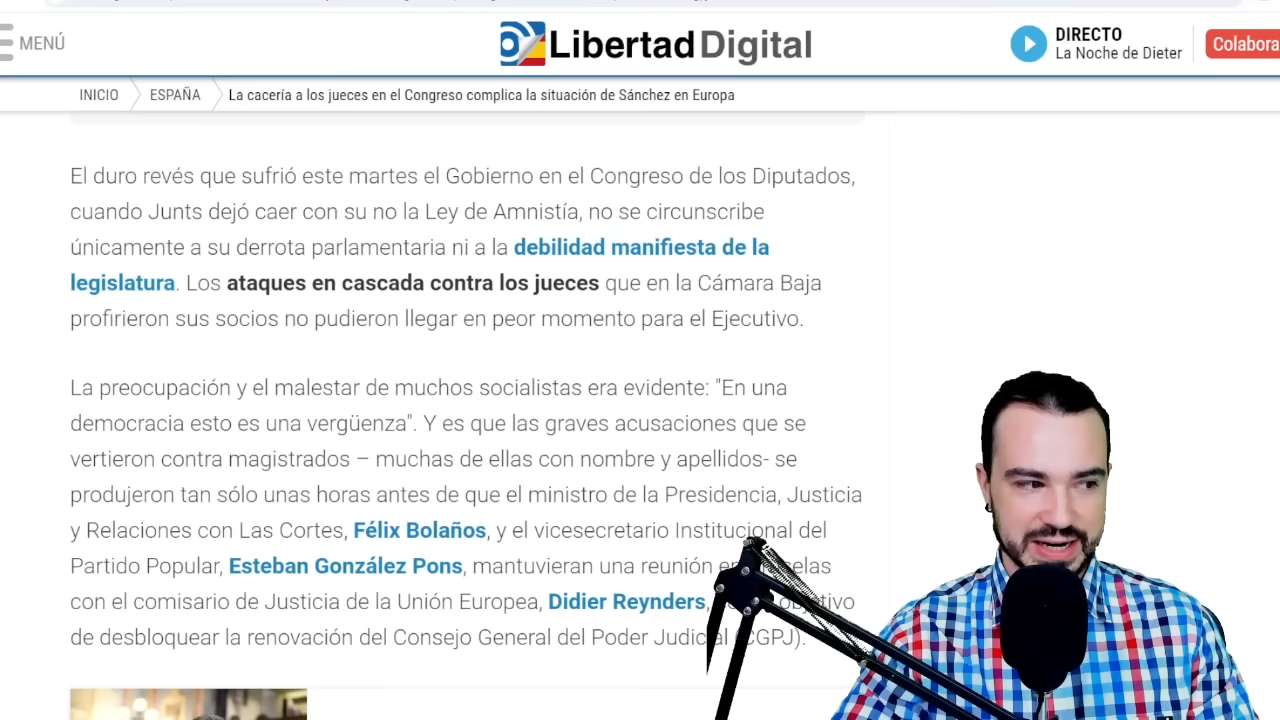 MENÚ
Libertad Digital
DIRECTO
La Noche de Dieter
Colabora
INICIO
ESPAÑA
La cacería a los jueces en el Congreso complica la situación de Sánchez en Europa
El duro revés que sufrió este martes el Gobierno en el Congreso de los Diputados,
cuando Junts dejó caer con su no la Ley de Amnistía, no se circunscribe
únicamente a su derrota parlamentaria ni a la debilidad manifiesta de la
legislatura. Los ataques en cascada contra los jueces que en la Cámara Baja
profirieron sus socios no pudieron llegar en peor momento para el Ejecutivo.
La preocupación y el malestar de muchos socialistas era evidente: "En una
democracia esto es una vergüenza". Y es que las graves acusaciones que se
vertieron contra magistrados – muchas de ellas con nombre y apellidos- se
produjeron tan sólo unas horas antes de que el ministro de la Presidencia, Justicia
y Relaciones con Las Cortes, Félix Bolaños, y el vicesecretario Institucional del
Partido Popular, Esteban González Pons, mantuvieran una reunión en selas
con el comisario de Justicia de la Unión Europea, Didier Reynders, objetivo
de desbloquear la renovación del Consejo General del Poder Judicial (CGPJ).